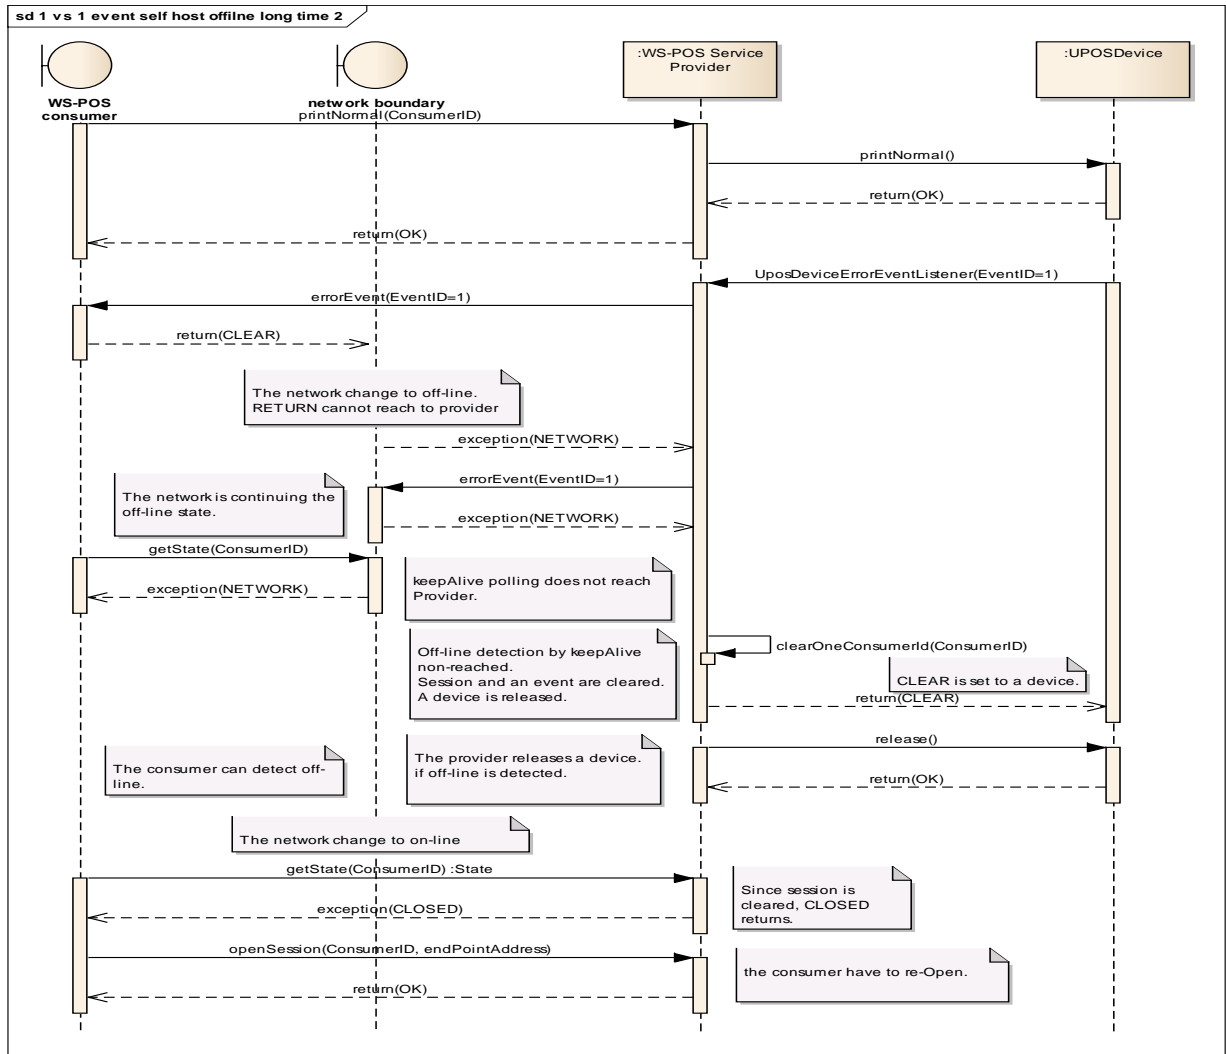 sd 1 vs 1 event self host offilne long time 2
:WS-POS Service
Provider
:UPOSDevice
WS-POS
consumer
network boundary
printNormal(ConsumerID)
printNormal()
return(OK)
return(OK)
UposDeviceErrorEventListener(EventID=1)
errorEvent(EventID=1)
return(CLEAR)
The network change to off-line.
RETURN cannot reach to provider
exception(NETWORK)
errorEvent(EventID=1)
The network is continuing the
off-line state.
exception(NETWORK)
getState(ConsumerID)
exception(NETWORK)
keepAlive polling does not reach
Provider.
Off-line detection by keepAlive
non-reached.
Session and an event are cleared.
A device is released.
clearOneConsumerId(ConsumerID)
CLEAR is set to a device.
return(CLEAR)
release()
The provider releases a device.
if off-line is detected.
The consumer can detect off-
line.
return(OK)
The network change to on-line
getState(ConsumerID) :State
Since session is
cleared, CLOSED
returns.
exception(CLOSED)
openSession(ConsumerID, endPointAddress)
the consumer have to re-Open.
return(OK)